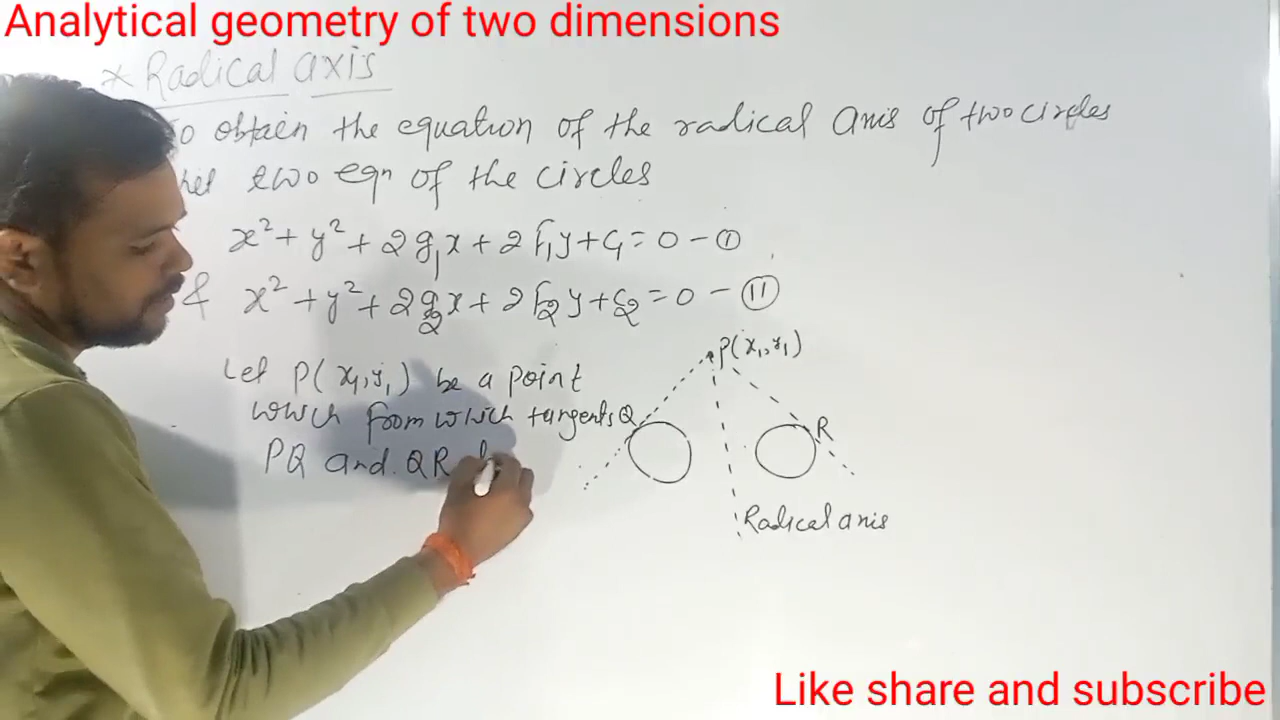 Analytical geometry of two dimensions
* Radical axis
To obtain the equation of the radical axis of two circles
Let two eqn of the circles
x² + y² + 2g₁x + 2f₁y + c₁ = 0 - ①
& x² + y² + 2g₂x + 2f₂y + c₂ = 0 - ⑪
Let P(x₁, y₁) be a point
which from which tangents
PQ and QR
P(x₁, y₁)
Q
R
Radical axis
Like share and subscribe